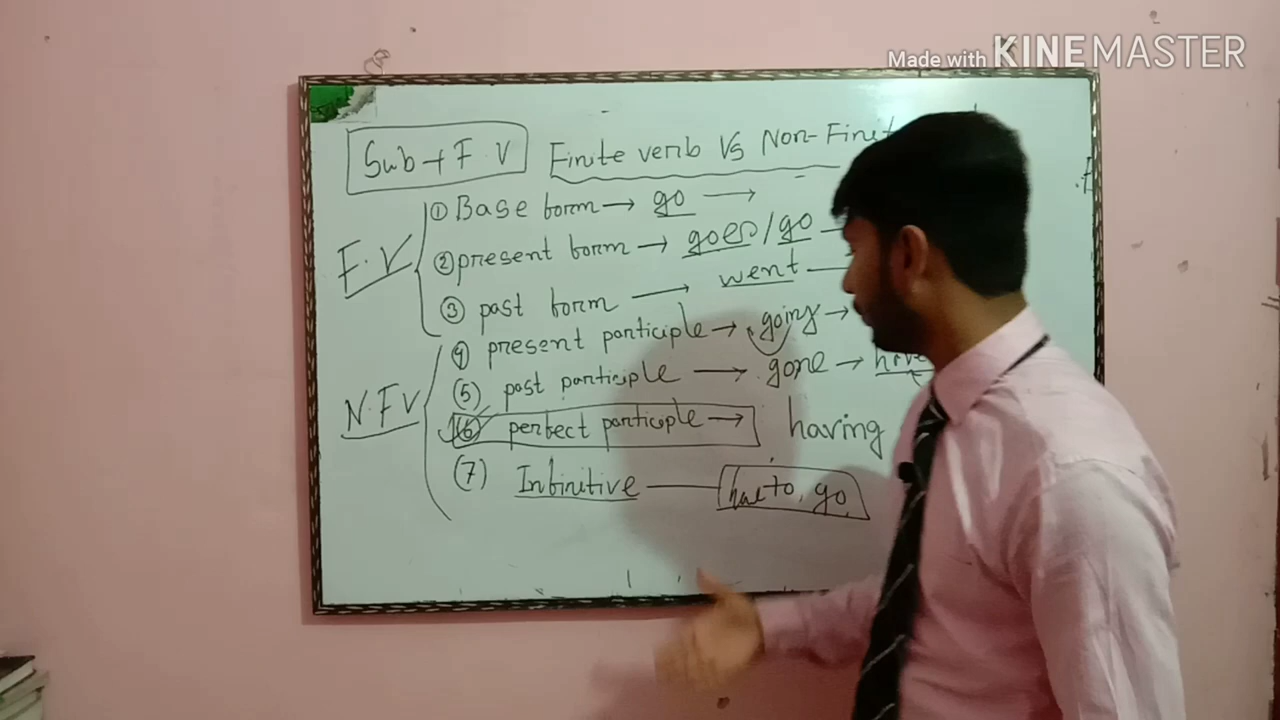 Made with KINEMASTER
Sub + F.V Finite verb Vs Non-Finit
F.V
① Base form → go →
② present form → goes/go
③ past form → went
N.F.V
④ present participle → going →
(5) past participle → gone → have
(6) perfect participle → having
(7) Infinitive to, go